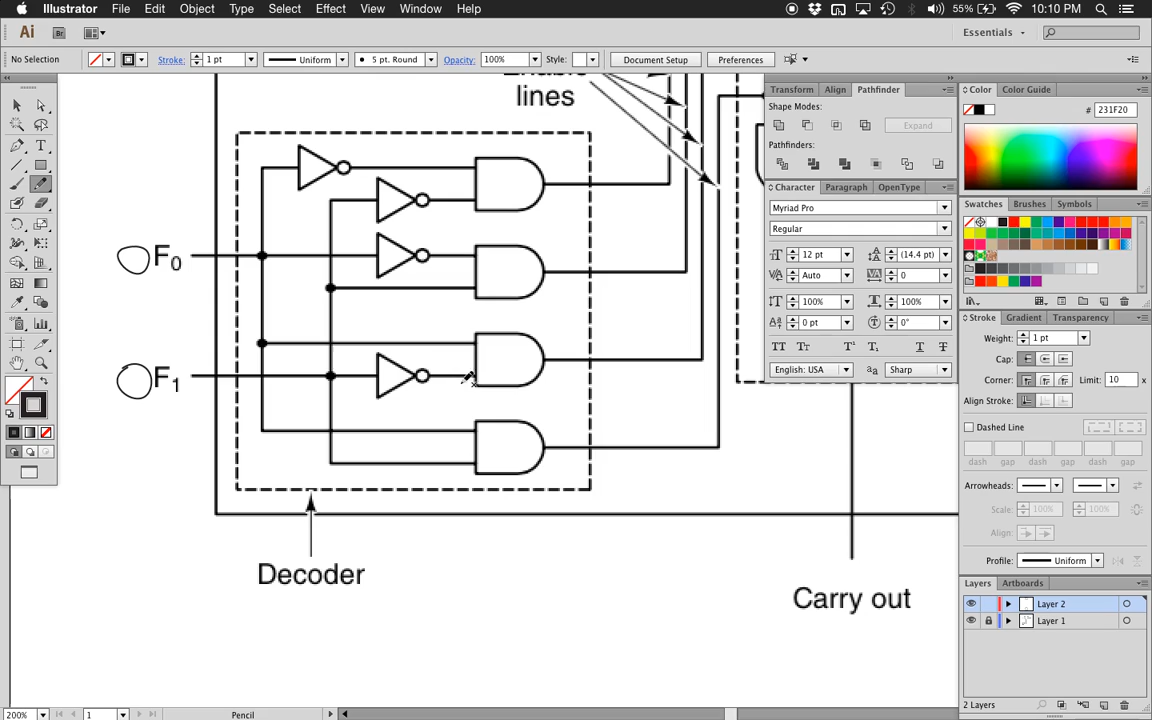 Illustrator File Edit Object Type Select Effect View Window Help 55% 10:10 PM
Ai Br Essentials
No Selection Stroke: 1 pt Uniform 5 pt. Round Opacity: 100% Style: Document Setup Preferences
Enable
lines
F0
F1
Decoder
Carry out
Transform Align Pathfinder
Shape Modes:
Expand
Pathfinders:
Character Paragraph OpenType
Myriad Pro
Regular
12 pt (14.4 pt)
Auto 0
100% 100%
0 pt 0°
English: USA Sharp
Color Color Guide
# 231F20
Swatches Brushes Symbols
Stroke Gradient Transparency
Weight: 1 pt
Cap:
Corner: Limit: 10 x
Align Stroke:
Dashed Line
dash gap dash gap dash gap
Arrowheads:
Scale: 100% 100%
Align:
Profile: Uniform
Layers Artboards
Layer 2
Layer 1
2 Layers
200% 1 Pencil